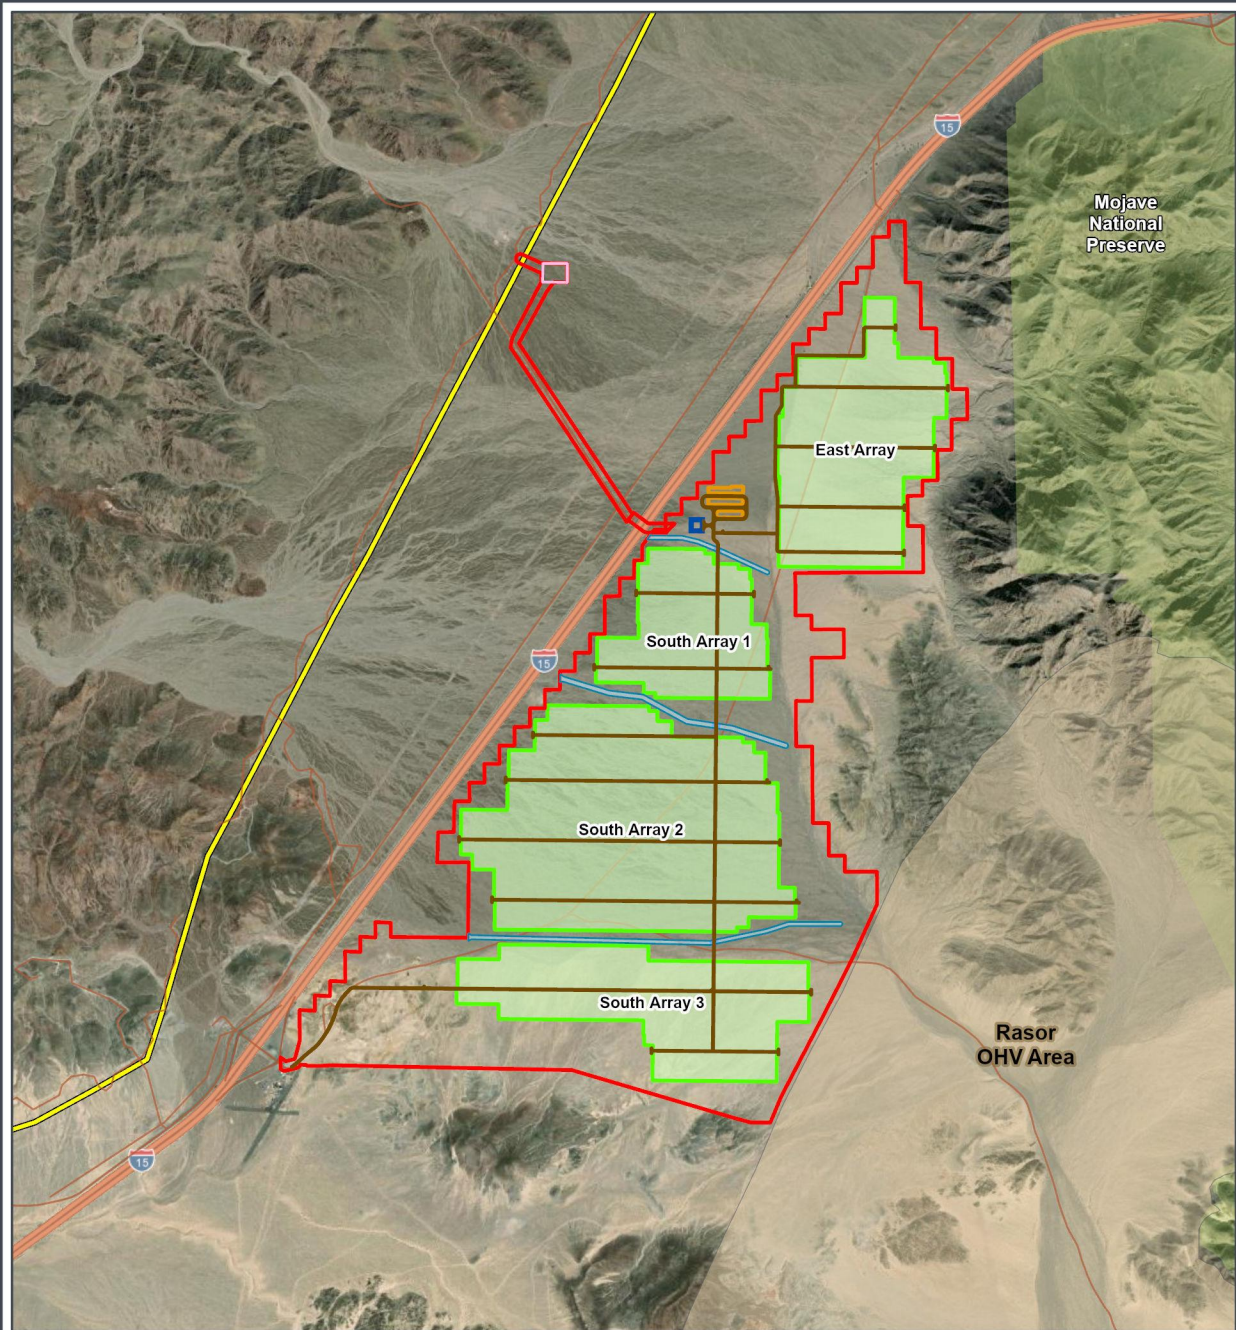 15
Mojave
National
Preserve
East Array
South Array 1
15
South Array 2
South Array 3
Rasor
OHV Area
15